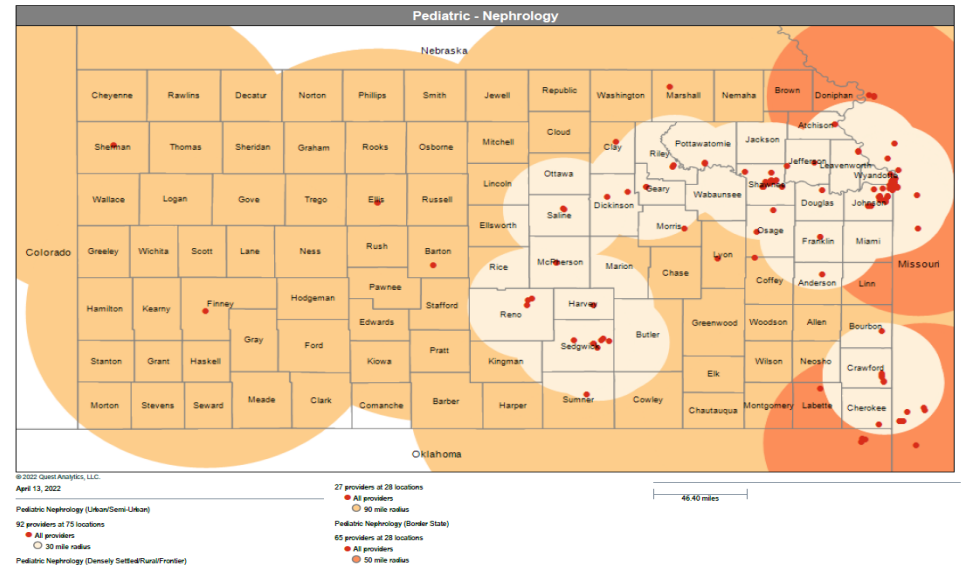 Pediatric - Nephrology
Nebraska
Cheyenne Rawlins Decatur Norton Phillips Smith Jewell Republic Washington Marshall Nemaha Brown Doniphan
Atchison
Sherman Thomas Sheridan Graham Rooks Osborne Mitchell Cloud Clay Riley Pottawatomie Jackson Jefferson Leavenworth
Wyandotte
Wallace Logan Gove Trego Ellis Russell Lincoln Ottawa Saline Dickinson Geary Wabaunsee Shawnee Douglas Johnson
Ellsworth Morris Osage Franklin Miami
Colorado Greeley Wichita Scott Lane Ness Rush Barton Rice McPherson Marion Chase Lyon Coffey Anderson Linn Missouri
Pawnee
Hamilton Kearny Finney Hodgeman Stafford Reno Harvey Butler Greenwood Woodson Allen Bourbon
Edwards
Gray Ford
Stanton Grant Haskell Kiowa Pratt Kingman Sedgwick Elk Wilson Neosho Crawford
Morton Stevens Seward Meade Clark Comanche Barber Harper Sumner Cowley Chautauqua Montgomery Labette Cherokee
Oklahoma
© 2022 Quest Analytics, LLC.
April 13, 2022
Pediatric Nephrology (Urban/Semi-Urban)
92 providers at 75 locations
All providers
30 mile radius
Pediatric Nephrology (Densely Settled/Rural/Frontier)
27 providers at 28 locations
All providers
90 mile radius
Pediatric Nephrology (Border State)
65 providers at 28 locations
All providers
50 mile radius
46.40 miles